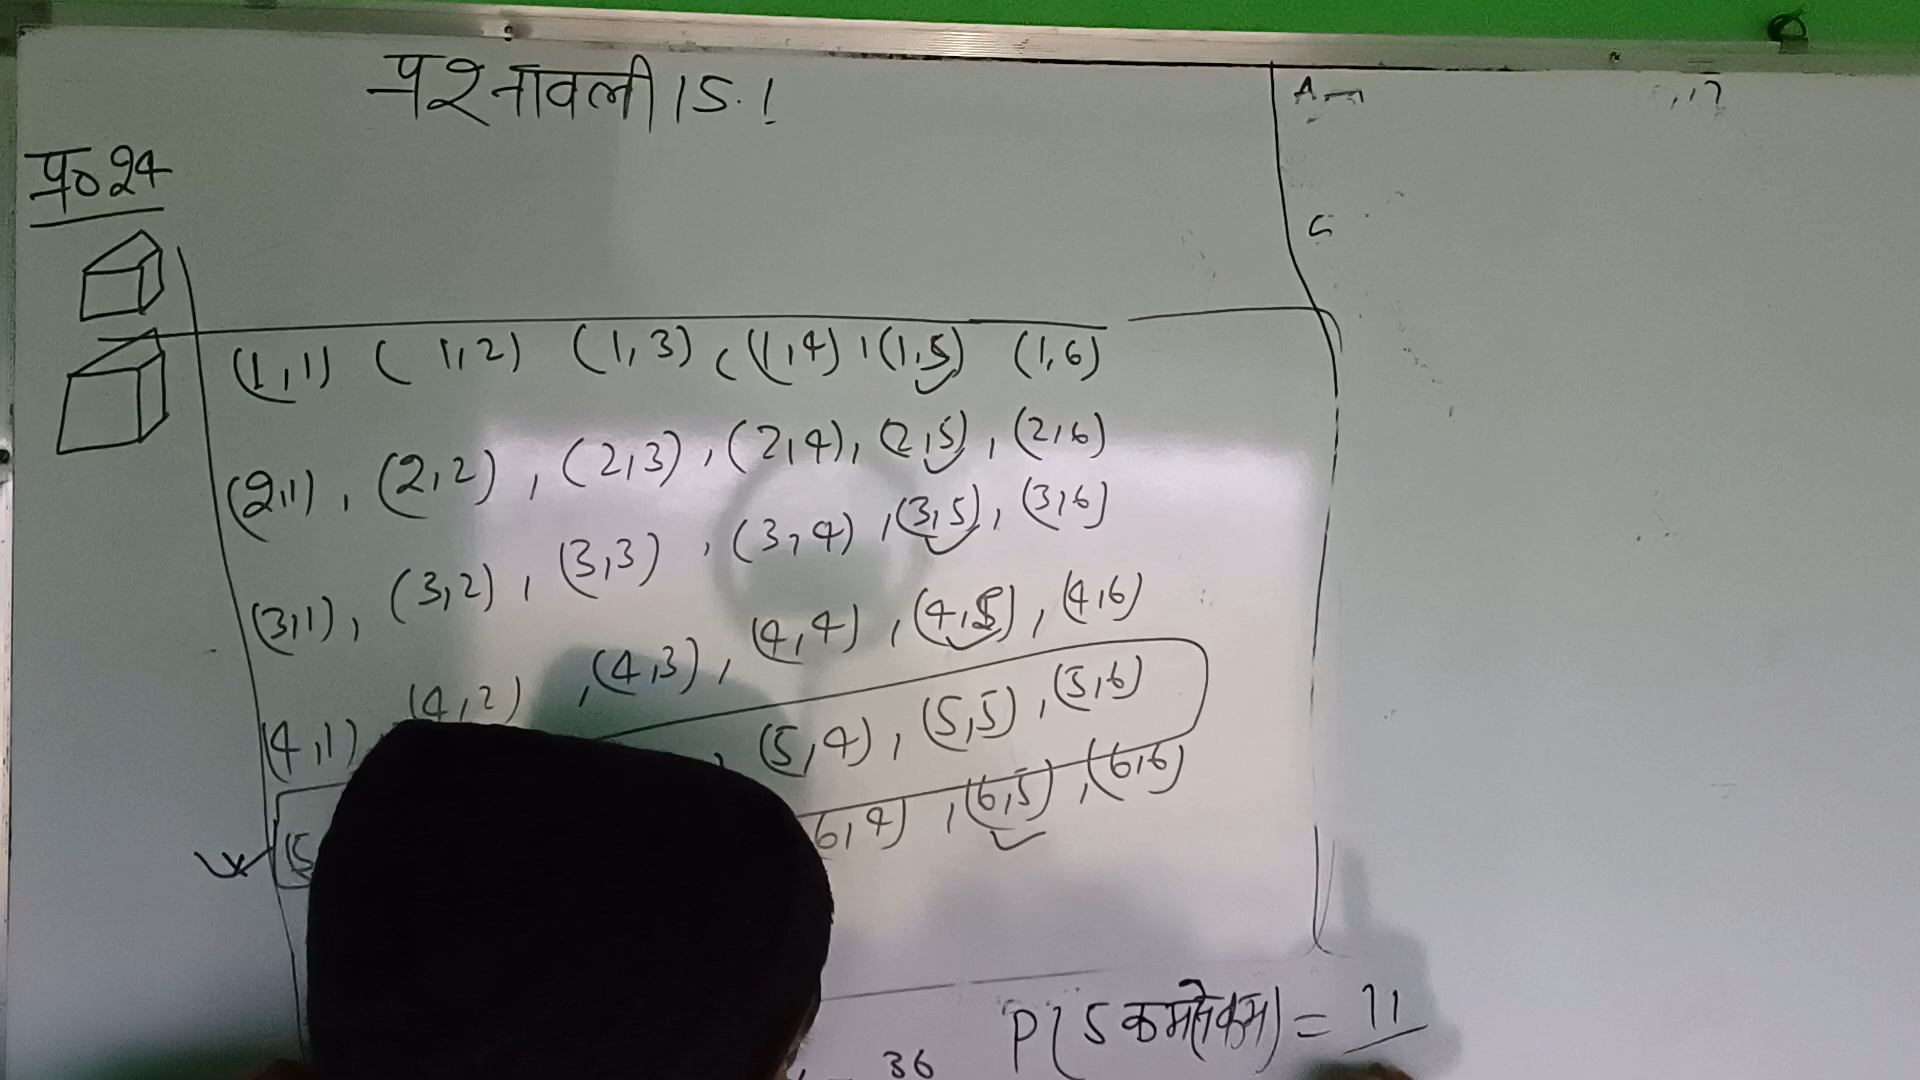 प्रश्नावली 15.1
प्र० 24
(1,1) ( 1,2) (1,3) ( (1,4) , (1,5) (1,6)
(2,1) , (2,2) , (2,3) , (2,4) , (2,5) , (2,6)
(3,1) , (3,2) , (3,3) , (3,4) , (3,5) , (3,6)
(4,1) (4,2) , (4,3) , (4,4) , (4,5) , (4,6)
(5 , (5,4) , (5,5) , (5,6)
6,4) , (6,5) , (6,6)
36 P(5 कम से कम) = 11